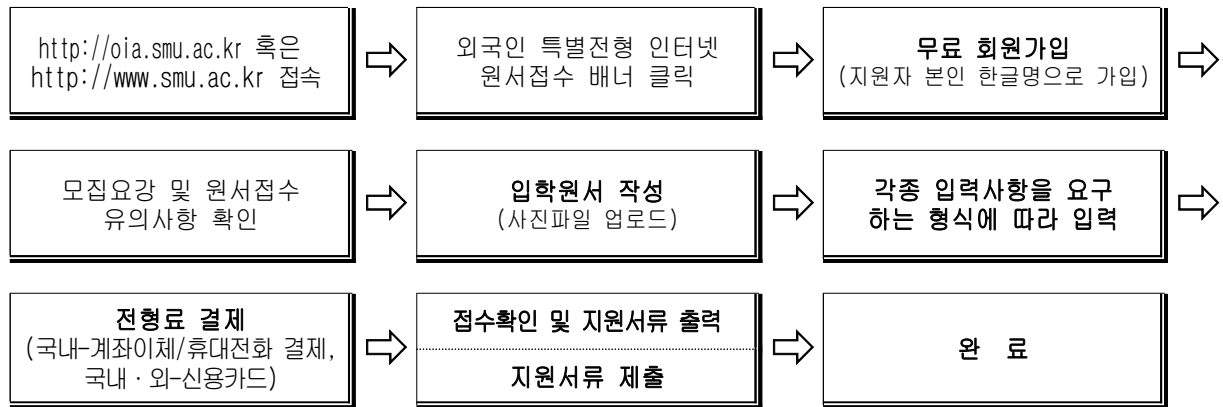 http://oia.smu.ac.kr 혹은
http://www.smu.ac.kr 접속
외국인 특별전형 인터넷
원서접수 배너 클릭
무료 회원가입
(지원자 본인 한글명으로 가입)
모집요강 및 원서접수
유의사항 확인
입학원서 작성
(사진파일 업로드)
각종 입력사항을 요구
하는 형식에 따라 입력
전형료 결제
(국내-계좌이체/휴대전화 결제,
국내·외-신용카드)
접수확인 및 지원서류 출력
지원서류 제출
완 료